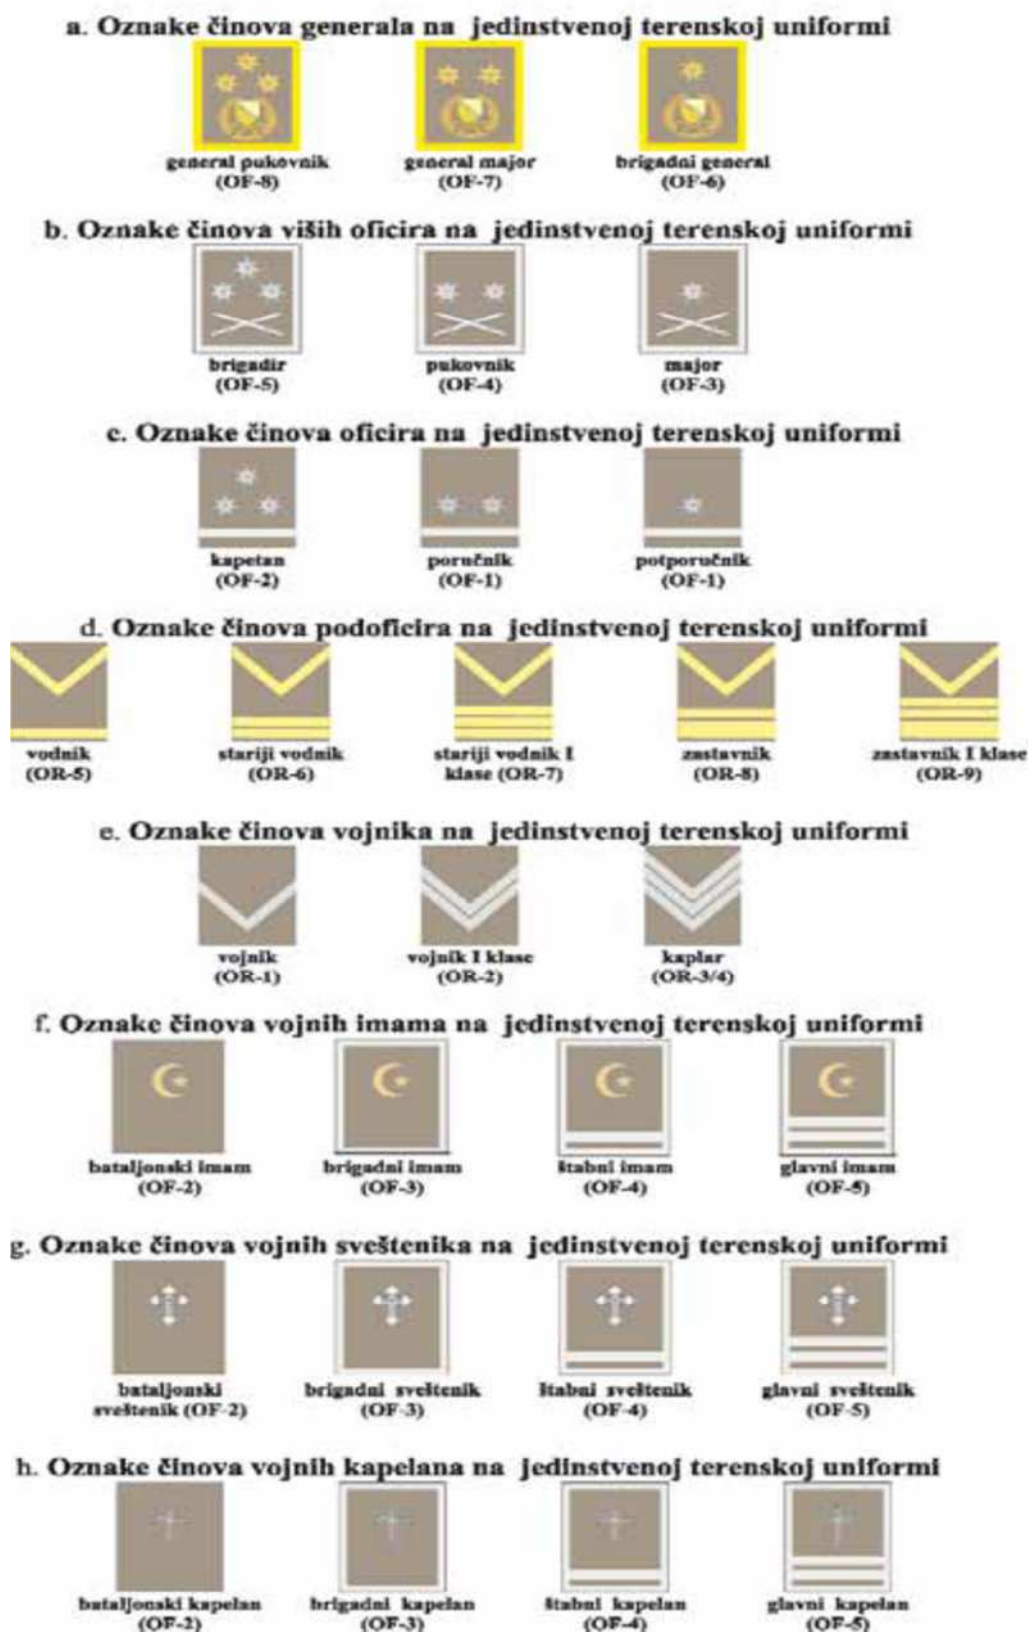 a. Oznake činova generala na jedinstvenoj terenskoj uniformi
general pukovnik general major brigadni general
(OF-8) (OF-7) (OF-6)
b. Oznake činova viših oficira na jedinstvenoj terenskoj uniformi
brigadir pukovnik major
(OF-5) (OF-4) (OF-3)
c. Oznake činova oficira na jedinstvenoj terenskoj uniformi
kapetan poručnik potporučnik
(OF-2) (OF-1) (OF-1)
d. Oznake činova podoficira na jedinstvenoj terenskoj uniformi
vodnik stariji vodnik stariji vodnik I zastavnik zastavnik I klase
(OR-5) (OR-6) klase (OR-7) (OR-8) (OR-9)
e. Oznake činova vojnika na jedinstvenoj terenskoj uniformi
vojnik vojnik I klase kaplar
(OR-1) (OR-2) (OR-3/4)
f. Oznake činova vojnih imama na jedinstvenoj terenskoj uniformi
bataljonski imam brigadni imam štabni imam glavni imam
(OF-2) (OF-3) (OF-4) (OF-5)
g. Oznake činova vojnih sveštenika na jedinstvenoj terenskoj uniformi
bataljonski brigadni sveštenik štabni sveštenik glavni sveštenik
sveštenik (OF-2) (OF-3) (OF-4) (OF-5)
h. Oznake činova vojnih kapelana na jedinstvenoj terenskoj uniformi
bataljonski kapelan brigadni kapelan štabni kapelan glavni kapelan
(OF-2) (OF-3) (OF-4) (OF-5)